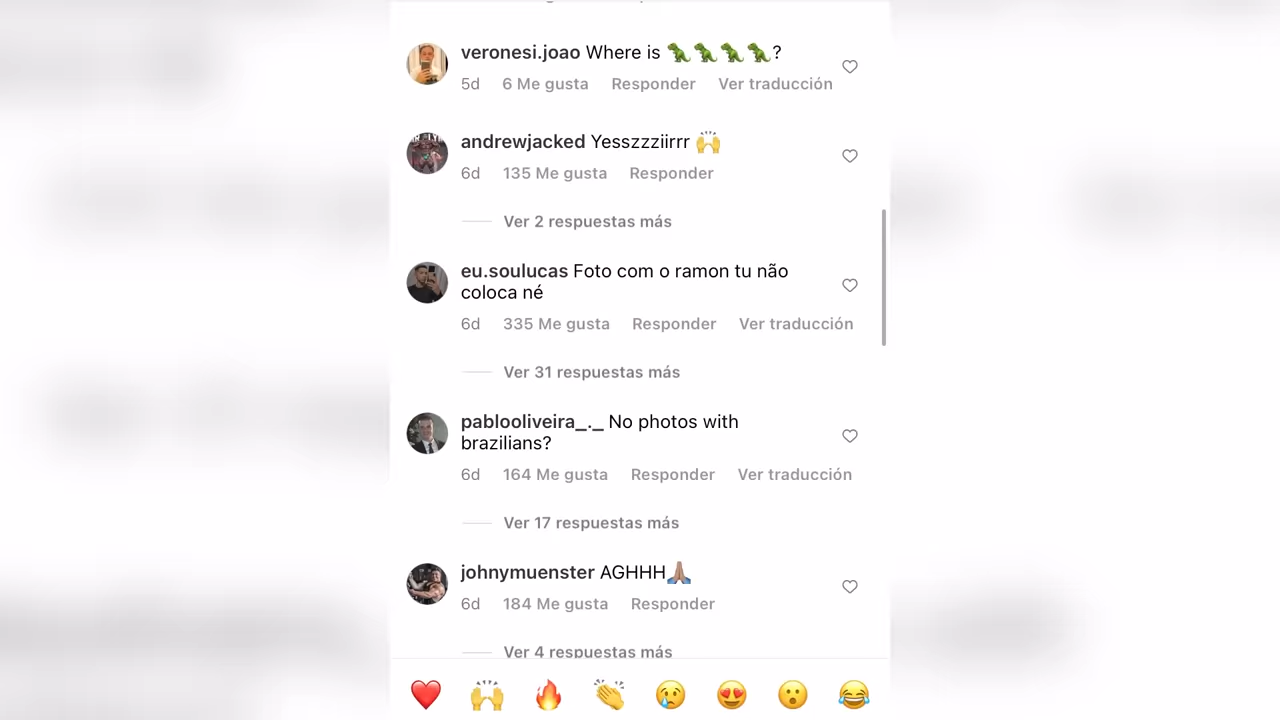 veronesi.joao Where is 🦖🦖🦖🦖?
5d 6 Me gusta Responder Ver traducción
andrewjacked Yesszzziirrr 🙌
6d 135 Me gusta Responder
Ver 2 respuestas más
eu.soulucas Foto com o ramon tu não
coloca né
6d 335 Me gusta Responder Ver traducción
Ver 31 respuestas más
pablooliveira_._ No photos with
brazilians?
6d 164 Me gusta Responder Ver traducción
Ver 17 respuestas más
johnymuenster AGHHH🙏🏽
6d 184 Me gusta Responder
Ver 4 respuestas más